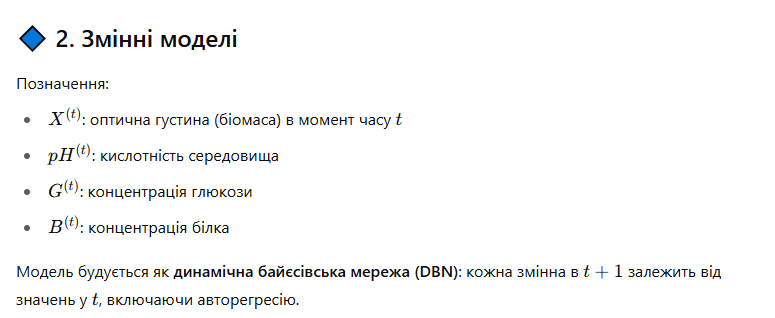 🔷 2. Змінні моделі
Позначення:
• X^(t): оптична густина (біомаса) в момент часу t
• pH^(t): кислотність середовища
• G^(t): концентрація глюкози
• B^(t): концентрація білка
Модель будується як динамічна байєсівська мережа (DBN): кожна змінна в t + 1 залежить від
значень у t, включаючи авторегресію.